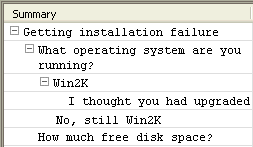 Summary
Getting installation failure
What operating system are you
running?
Win2K
I thought you had upgraded
No, still Win2K
How much free disk space?